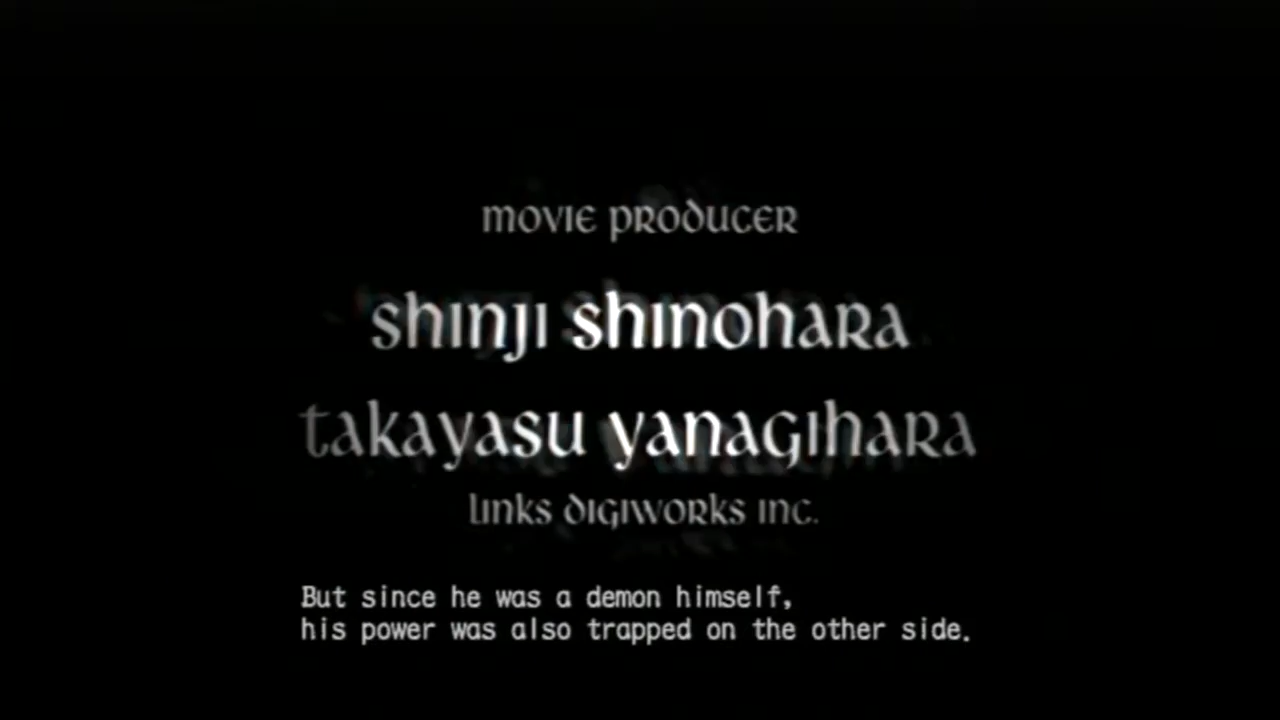 movie producer
shinji shinohara
takayasu yanagihara
links digiworks inc.
But since he was a demon himself,
his power was also trapped on the other side.